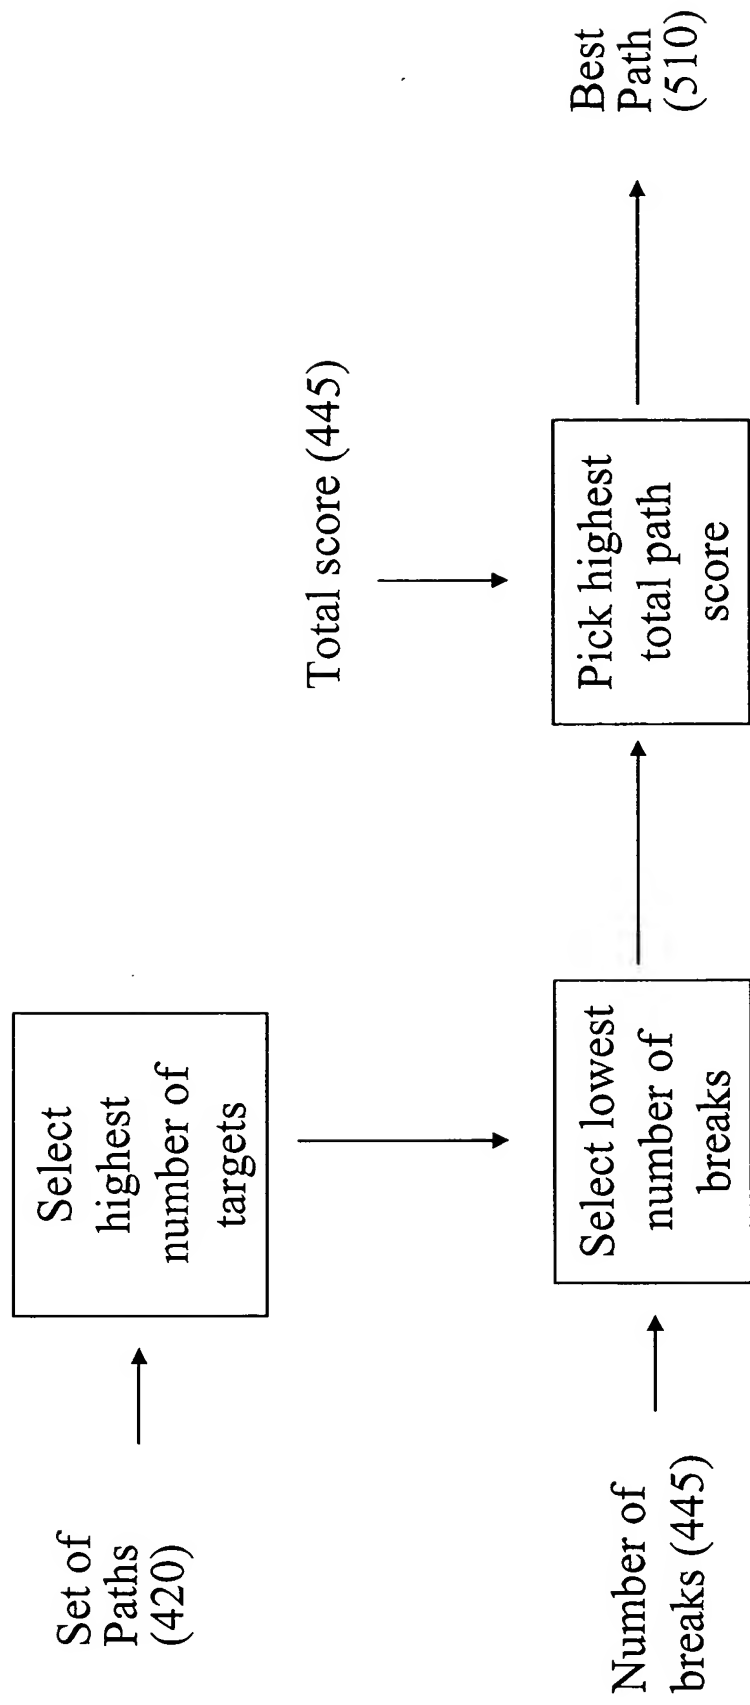 Set of
Paths
(420)
Select
highest
number of
targets
Number of
breaks (445)
Select lowest
number of
breaks
Total score (445)
Pick highest
total path
score
Best
Path
(510)